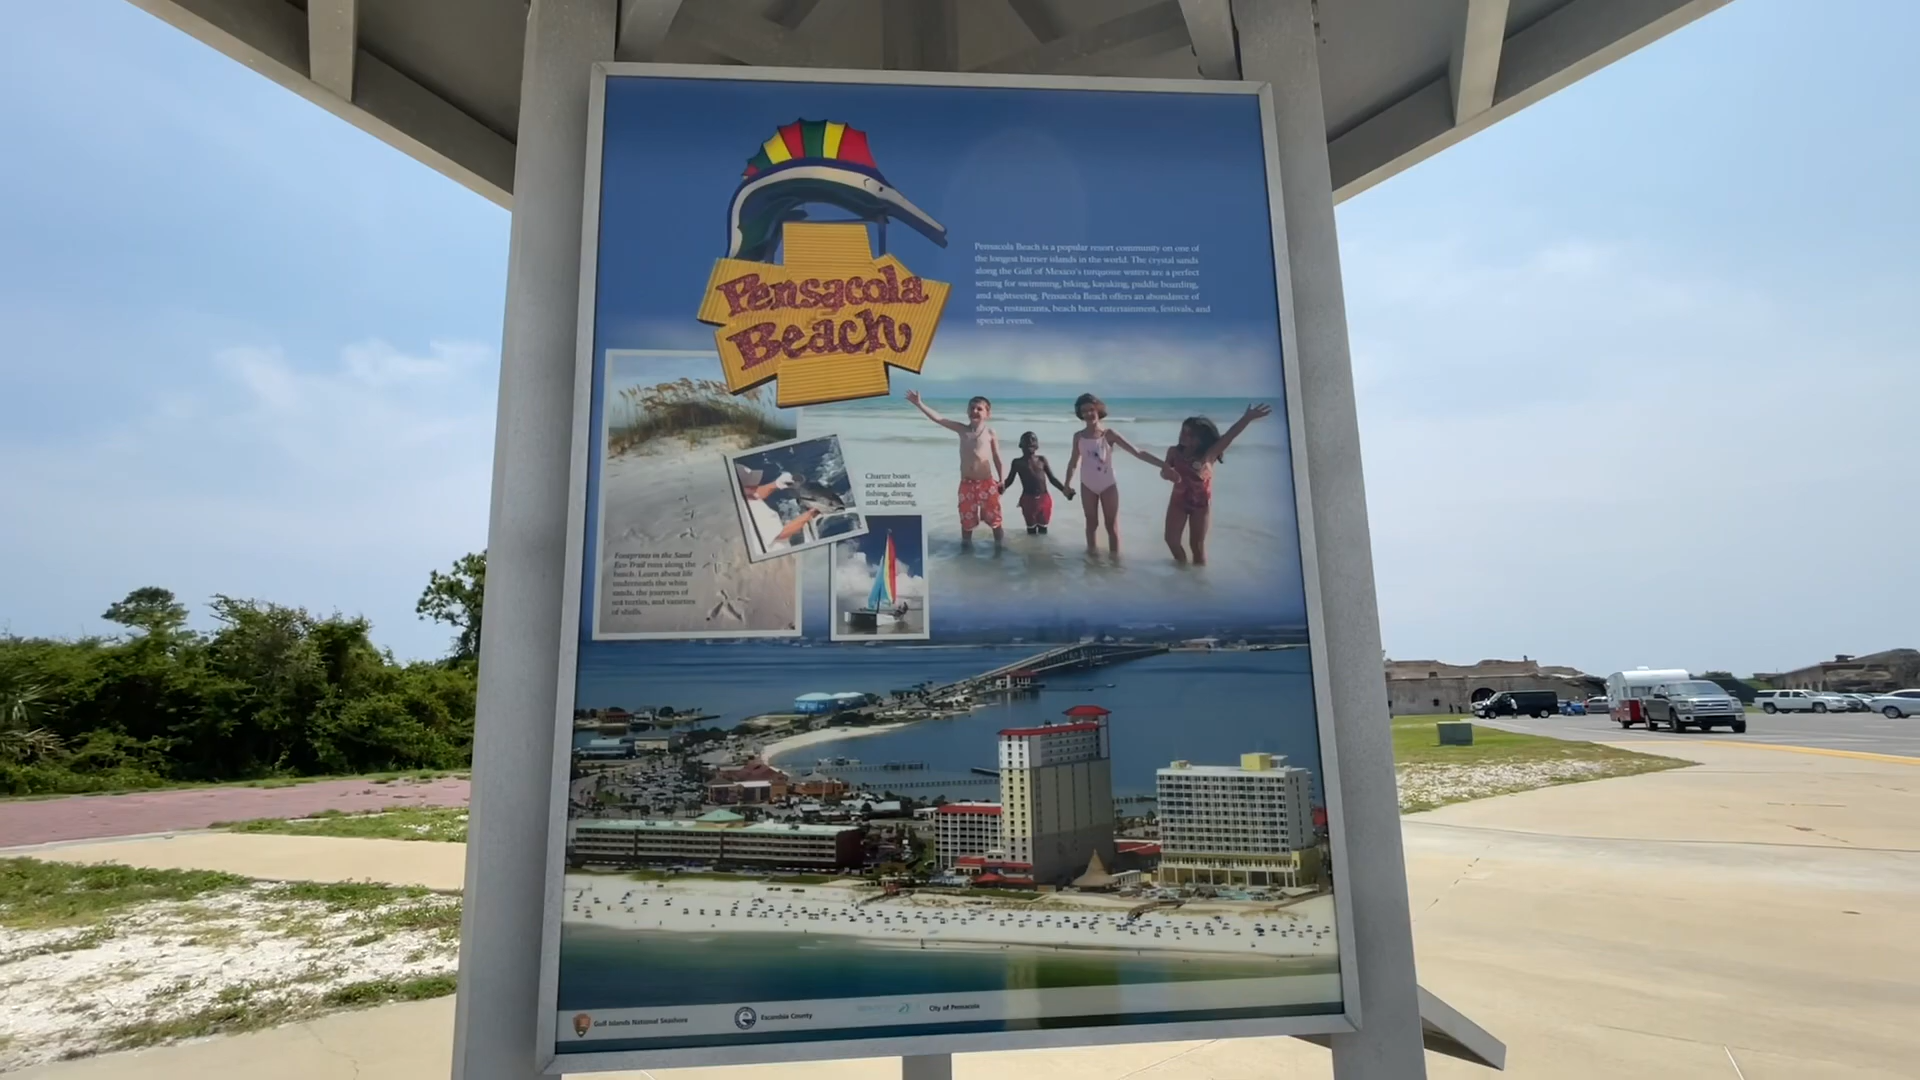 Pensacola
Beach
Pensacola Beach is a popular resort community on one of
the longest barrier islands in the world. The crystal sands
along the Gulf of Mexico's turquoise waters are a perfect
setting for swimming, hiking, kayaking, paddle boarding,
and sightseeing. Pensacola Beach offers an abundance of
shops, restaurants, beach bars, entertainment, festivals, and
special events.
Charter boats
are available for
fishing, diving,
and sightseeing.
Footprints in the Sand
Eco Trail runs along the
beach. Learn about life
underneath the white
sands, the journeys of
sea turtles, and varieties
of shells.
Gulf Islands National Seashore
Escambia County
City of Pensacola